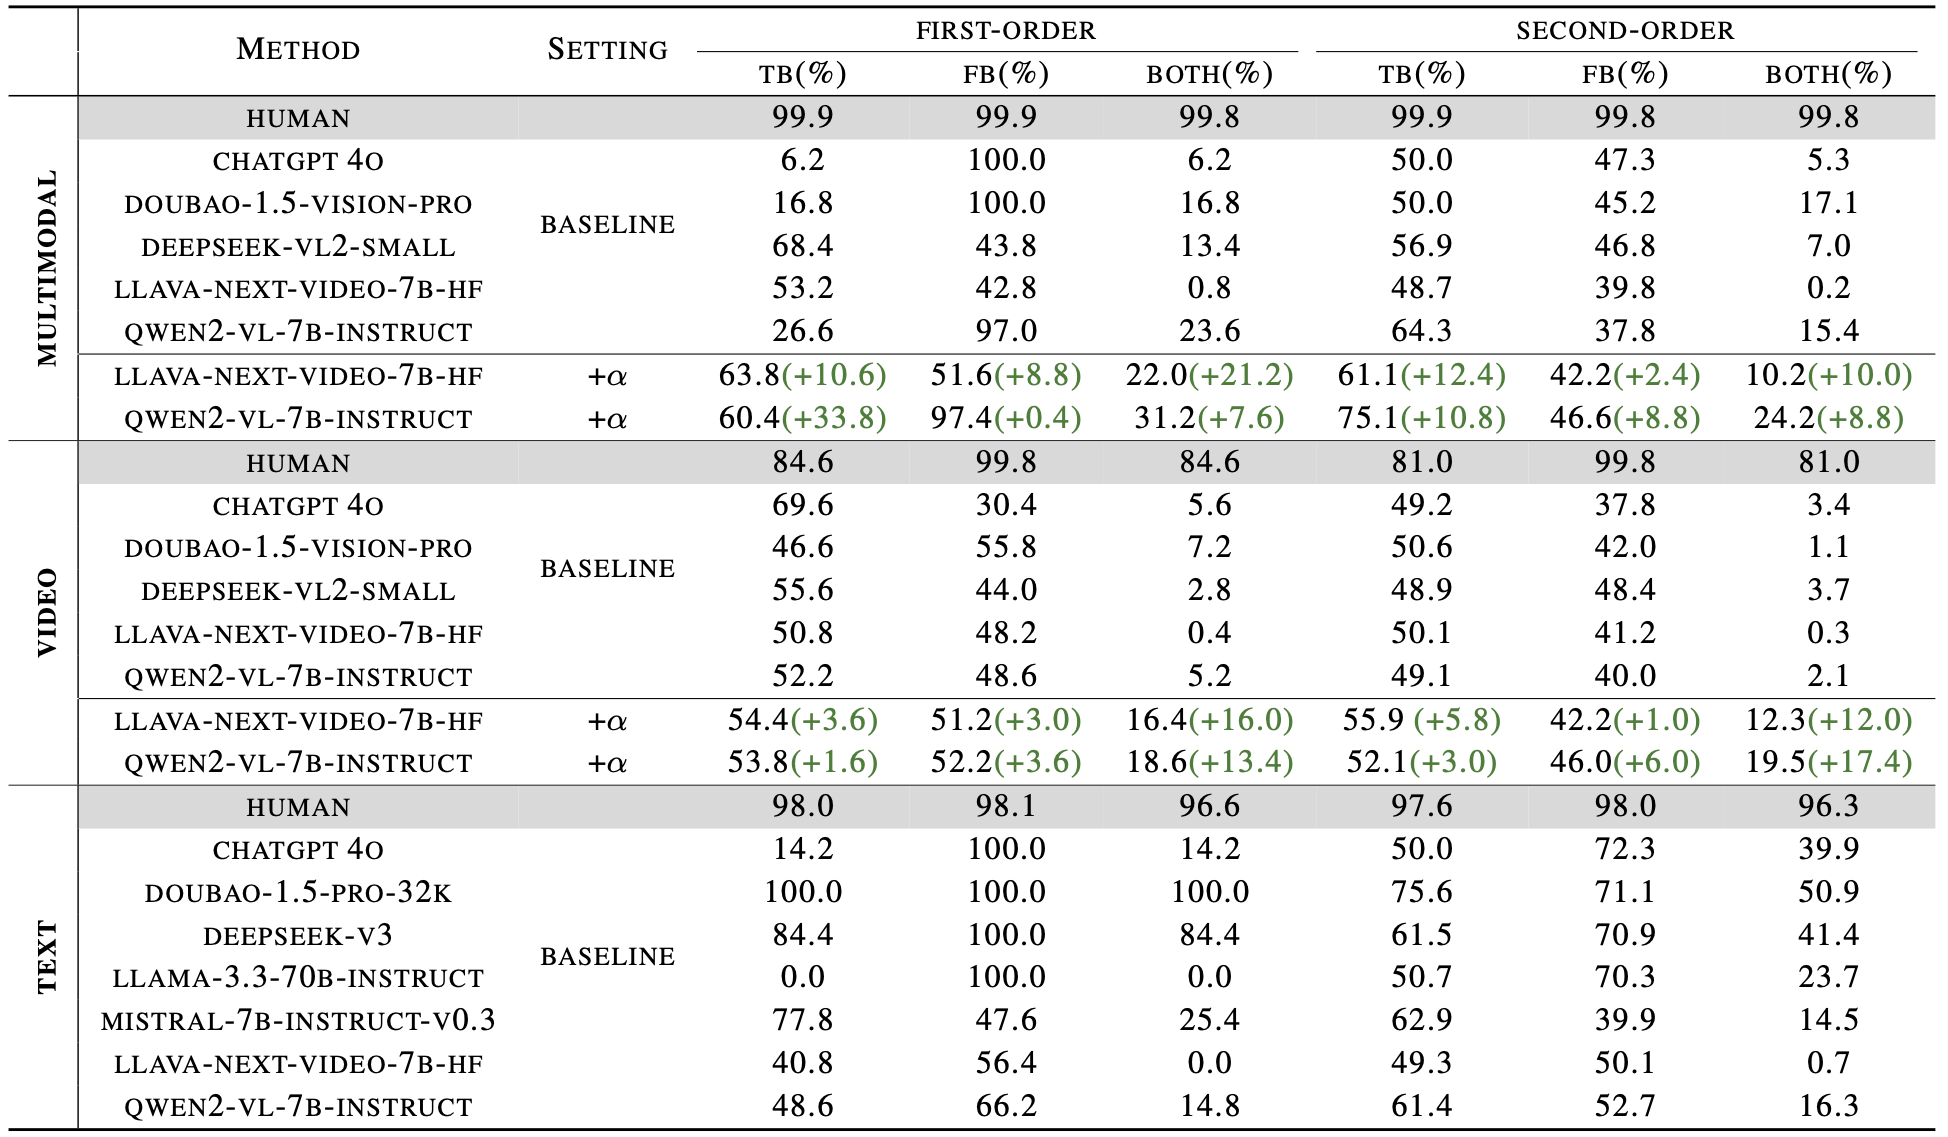 METHOD SETTING FIRST-ORDER SECOND-ORDER
TB(%) FB(%) BOTH(%) TB(%) FB(%) BOTH(%)
MULTIMODAL
HUMAN 99.9 99.9 99.8 99.9 99.8 99.8
CHATGPT 4O 6.2 100.0 6.2 50.0 47.3 5.3
DOUBAO-1.5-VISION-PRO 16.8 100.0 16.8 50.0 45.2 17.1
BASELINE
DEEPSEEK-VL2-SMALL 68.4 43.8 13.4 56.9 46.8 7.0
LLAVA-NEXT-VIDEO-7B-HF 53.2 42.8 0.8 48.7 39.8 0.2
QWEN2-VL-7B-INSTRUCT 26.6 97.0 23.6 64.3 37.8 15.4
LLAVA-NEXT-VIDEO-7B-HF +α 63.8(+10.6) 51.6(+8.8) 22.0(+21.2) 61.1(+12.4) 42.2(+2.4) 10.2(+10.0)
QWEN2-VL-7B-INSTRUCT +α 60.4(+33.8) 97.4(+0.4) 31.2(+7.6) 75.1(+10.8) 46.6(+8.8) 24.2(+8.8)
VIDEO
HUMAN 84.6 99.8 84.6 81.0 99.8 81.0
CHATGPT 4O 69.6 30.4 5.6 49.2 37.8 3.4
DOUBAO-1.5-VISION-PRO 46.6 55.8 7.2 50.6 42.0 1.1
BASELINE
DEEPSEEK-VL2-SMALL 55.6 44.0 2.8 48.9 48.4 3.7
LLAVA-NEXT-VIDEO-7B-HF 50.8 48.2 0.4 50.1 41.2 0.3
QWEN2-VL-7B-INSTRUCT 52.2 48.6 5.2 49.1 40.0 2.1
LLAVA-NEXT-VIDEO-7B-HF +α 54.4(+3.6) 51.2(+3.0) 16.4(+16.0) 55.9 (+5.8) 42.2(+1.0) 12.3(+12.0)
QWEN2-VL-7B-INSTRUCT +α 53.8(+1.6) 52.2(+3.6) 18.6(+13.4) 52.1(+3.0) 46.0(+6.0) 19.5(+17.4)
TEXT
HUMAN 98.0 98.1 96.6 97.6 98.0 96.3
CHATGPT 4O 14.2 100.0 14.2 50.0 72.3 39.9
DOUBAO-1.5-PRO-32K 100.0 100.0 100.0 75.6 71.1 50.9
DEEPSEEK-V3 84.4 100.0 84.4 61.5 70.9 41.4
BASELINE
LLAMA-3.3-70B-INSTRUCT 0.0 100.0 0.0 50.7 70.3 23.7
MISTRAL-7B-INSTRUCT-V0.3 77.8 47.6 25.4 62.9 39.9 14.5
LLAVA-NEXT-VIDEO-7B-HF 40.8 56.4 0.0 49.3 50.1 0.7
QWEN2-VL-7B-INSTRUCT 48.6 66.2 14.8 61.4 52.7 16.3